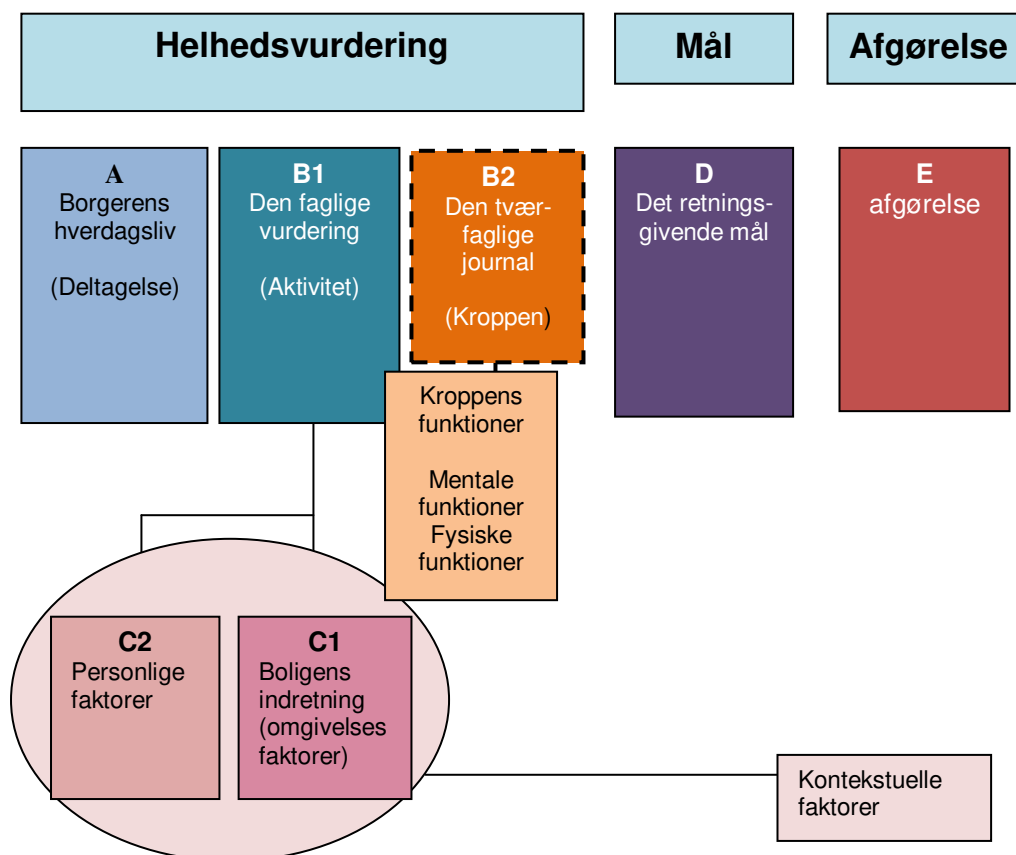 Helhedsvurdering
Mål
Afgørelse
A
Borgerens
hverdagsliv
(Deltagelse)
B1
Den faglige
vurdering
(Aktivitet)
B2
Den tvær-
faglige
journal
(Kroppen)
D
Det retnings-
givende mål
E
afgørelse
Kroppens
funktioner
Mentale
funktioner
Fysiske
funktioner
C2
Personlige
faktorer
C1
Boligens
indretning
(omgivelses
faktorer)
Kontekstuelle
faktorer